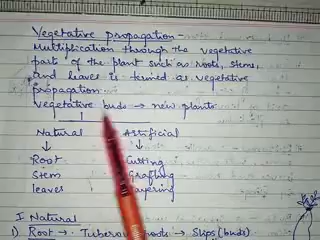 Vegetative propagation -
Multiplication through the vegetative
part of the plant such as roots, stems,
and leaves is termed as vegetative
propagation.
Vegetative buds → new plants
Natural Artificial
↓ ↓
Root Cutting
Stem Grafting
leaves Layering
I Natural
1) Root → Tuberous roots → Slips (buds)